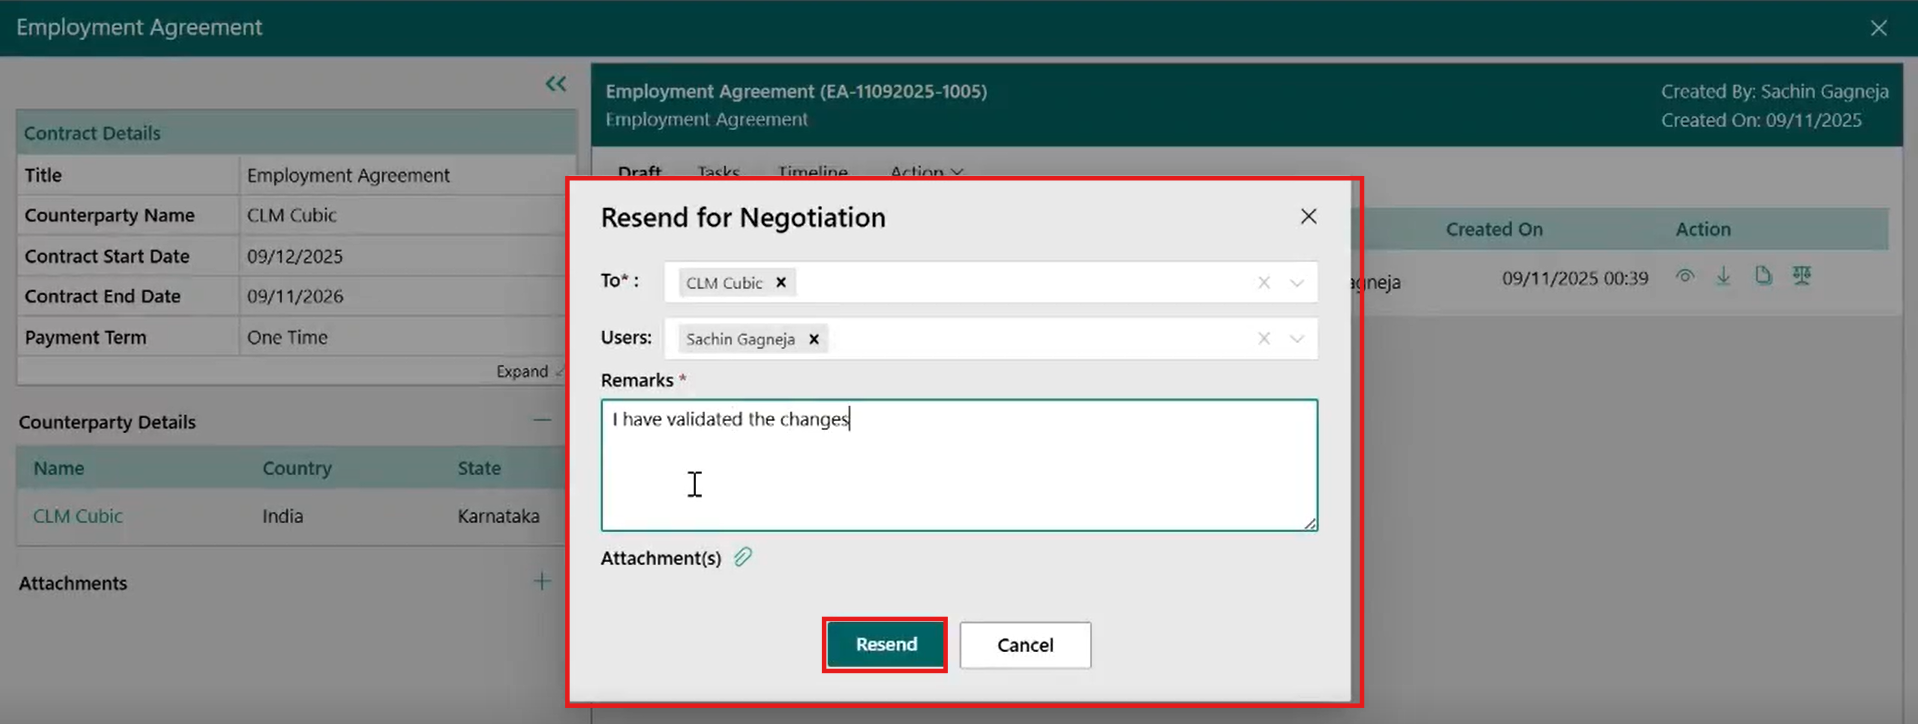 Employment Agreement
Contract Details
Title Employment Agreement
Counterparty Name CLM Cubic
Contract Start Date 09/12/2025
Contract End Date 09/11/2026
Payment Term One Time
Expand
Counterparty Details
Name Country State
CLM Cubic India Karnataka
Attachments
Employment Agreement (EA-11092025-1005)
Employment Agreement
Created By: Sachin Gagneja
Created On: 09/11/2025
Draft Tasks Timeline Action
Created On Action
agneja 09/11/2025 00:39
Resend for Negotiation
To* : CLM Cubic
Users: Sachin Gagneja
Remarks *
I have validated the changes
Attachment(s)
Resend Cancel